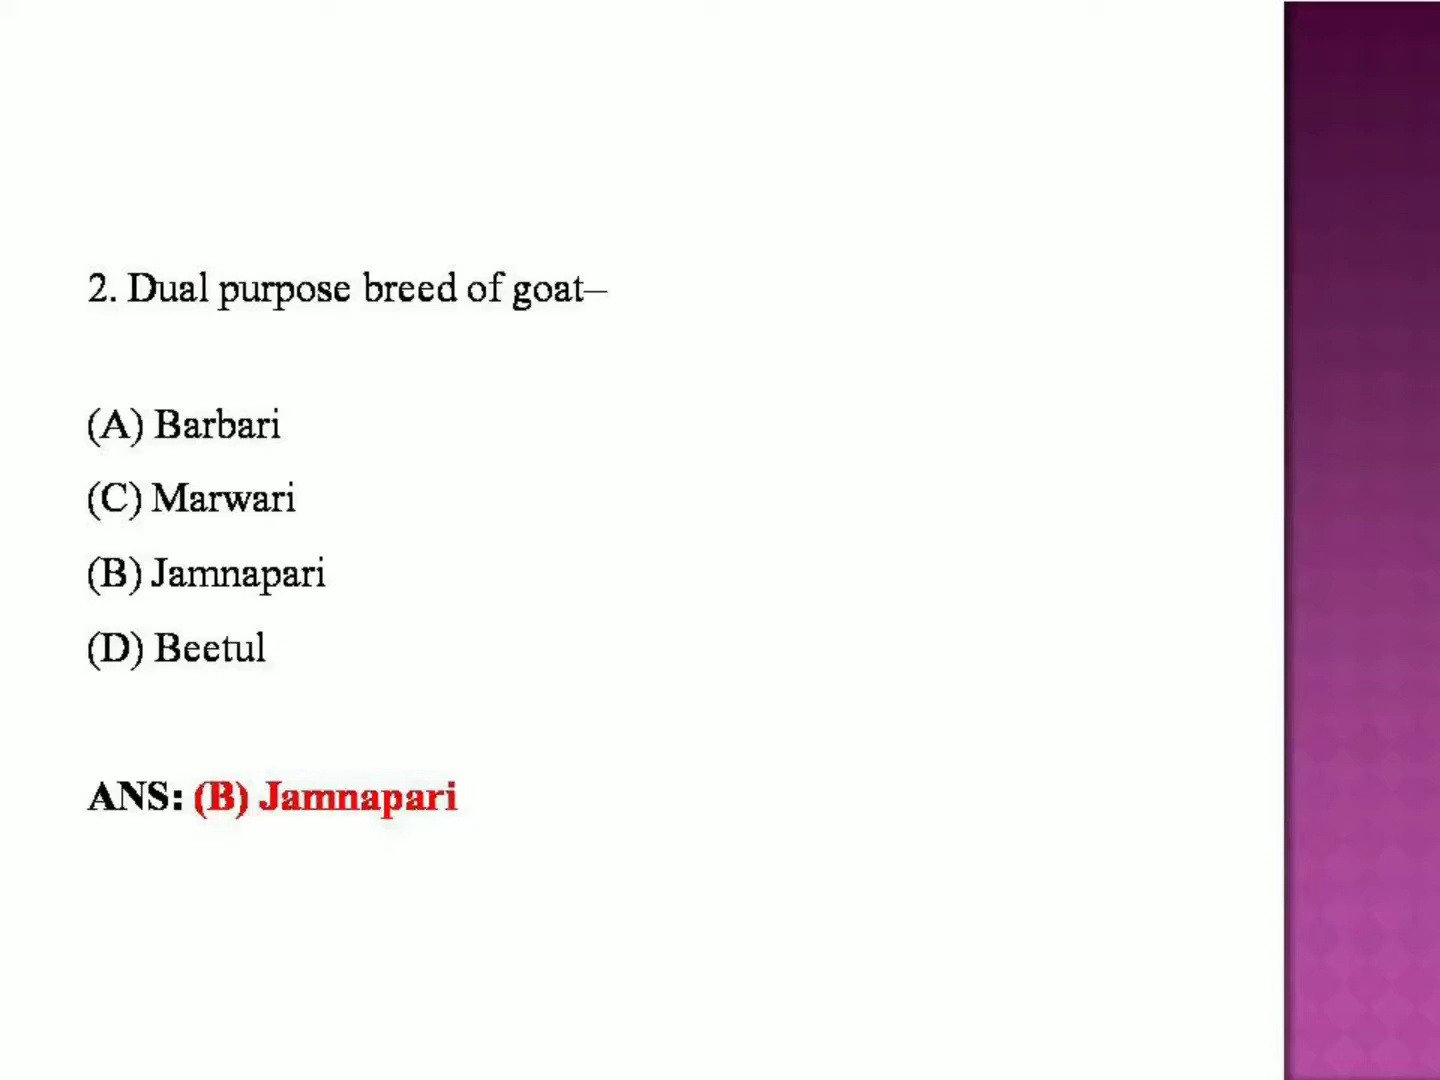 2. Dual purpose breed of goat–
(A) Barbari
(C) Marwari
(B) Jamnapari
(D) Beetul
ANS: (B) Jamnapari